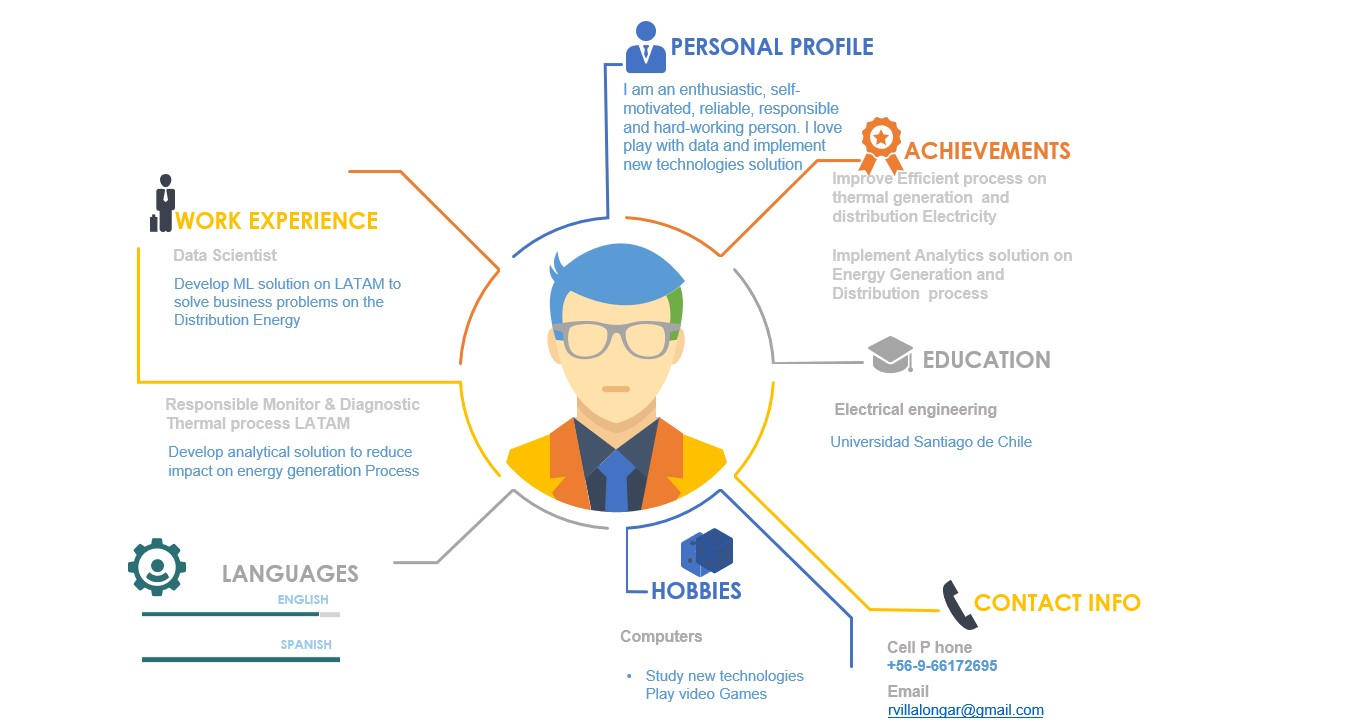 PERSONAL PROFILE
I am an enthusiastic, self-
motivated, reliable, responsible
and hard-working person. I love
play with data and implement
new technologies solution
ACHIEVEMENTS
Improve Efficient process on
thermal generation and
distribution Electricity
Implement Analytics solution on
Energy Generation and
Distribution process
WORK EXPERIENCE
Data Scientist
Develop ML solution on LATAM to
solve business problems on the
Distribution Energy
Responsible Monitor & Diagnostic
Thermal process LATAM
Develop analytical solution to reduce
impact on energy generation Process
EDUCATION
Electrical engineering
Universidad Santiago de Chile
LANGUAGES
ENGLISH
SPANISH
HOBBIES
Computers
• Study new technologies
Play video Games
CONTACT INFO
Cell P hone
+56-9-66172695
Email
rvillalongar@gmail.com